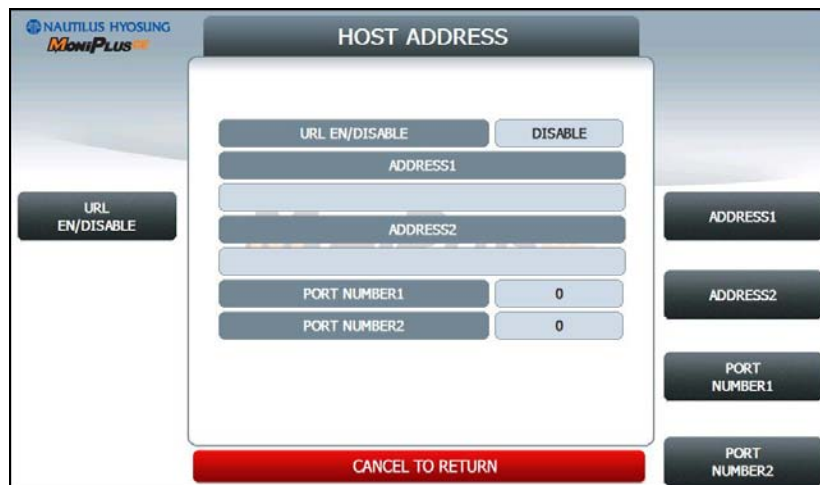 NAUTILUS HYOSUNG
MoniPlus
HOST ADDRESS
URL EN/DISABLE DISABLE
ADDRESS1
ADDRESS2
PORT NUMBER1 0
PORT NUMBER2 0
URL
EN/DISABLE
ADDRESS1
ADDRESS2
PORT
NUMBER1
PORT
NUMBER2
CANCEL TO RETURN